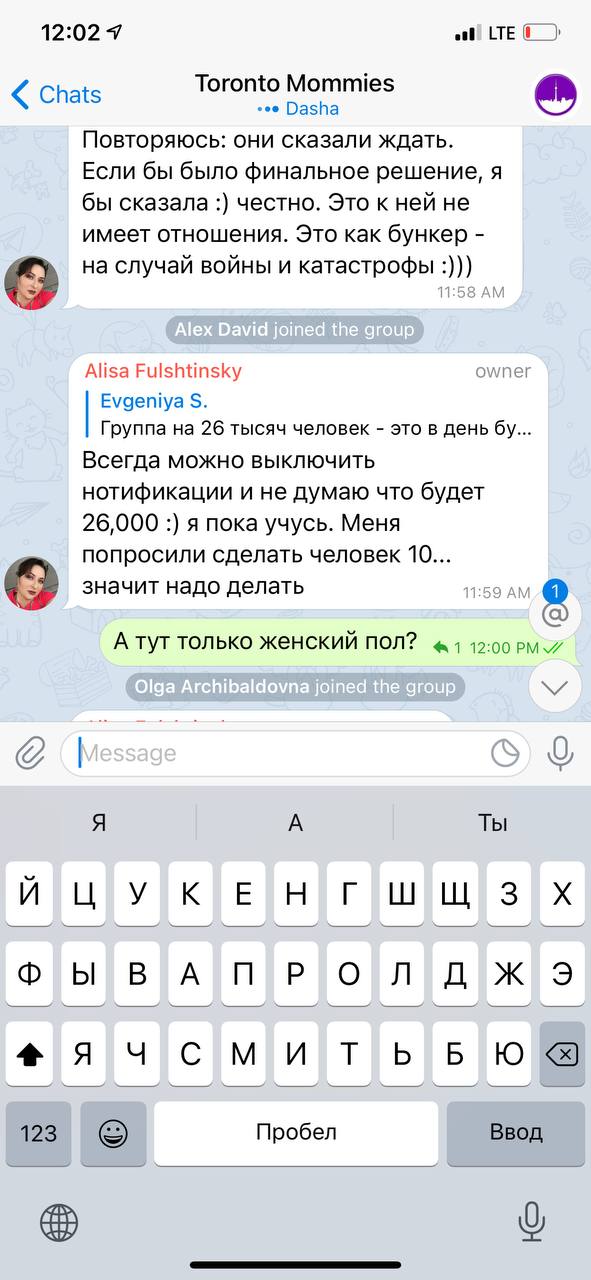 12:02
LTE
Chats
Toronto Mommies
Dasha
Повторяюсь: они сказали ждать.
Если бы было финальное решение, я
бы сказала :) честно. Это к ней не
имеет отношения. Это как бункер -
на случай войны и катастрофы :)))
11:58 AM
Alex David joined the group
Alisa Fulshtinsky owner
Evgeniya S.
Группа на 26 тысяч человек - это в день бу...
Всегда можно выключить
нотификации и не думаю что будет
26,000 :) я пока учусь. Меня
попросили сделать человек 10...
значит надо делать
11:59 AM
1
@
А тут только женский пол? 1 12:00 PM
Olga Archibaldovna joined the group
Message
Я А Ты
Й Ц У К Е Н Г Ш Щ З Х
Ф Ы В А П Р О Л Д Ж Э
Я Ч С М И Т Ь Б Ю
123 Пробел Ввод